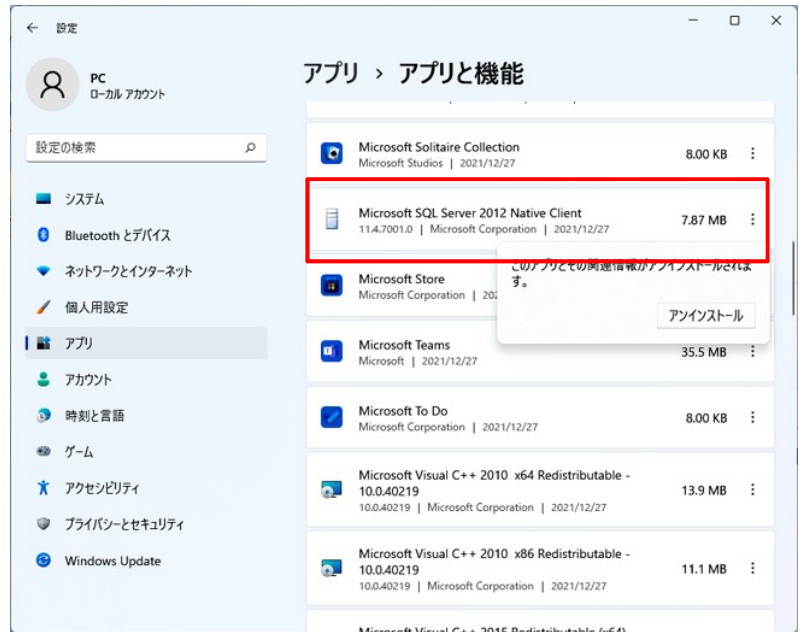 設定
PC
ローカル アカウント
設定の検索
システム
Bluetooth とデバイス
ネットワークとインターネット
個人用設定
アプリ
アカウント
時刻と言語
ゲーム
アクセシビリティ
プライバシーとセキュリティ
Windows Update
アプリ › アプリと機能
Microsoft Solitaire Collection
Microsoft Studios | 2021/12/27
8.00 KB
Microsoft SQL Server 2012 Native Client
11.4.7001.0 | Microsoft Corporation | 2021/12/27
7.87 MB
このアプリとその関連情報がアンインストールされま
す。
アンインストール
Microsoft Store
Microsoft Corporation | 202
Microsoft Teams
Microsoft | 2021/12/27
35.5 MB
Microsoft To Do
Microsoft Corporation | 2021/12/27
8.00 KB
Microsoft Visual C++ 2010 x64 Redistributable -
10.0.40219
10.0.40219 | Microsoft Corporation | 2021/12/27
13.9 MB
Microsoft Visual C++ 2010 x86 Redistributable -
10.0.40219
10.0.40219 | Microsoft Corporation | 2021/12/27
11.1 MB
Microsoft Visual C++ 2015 Redistributable (x64)